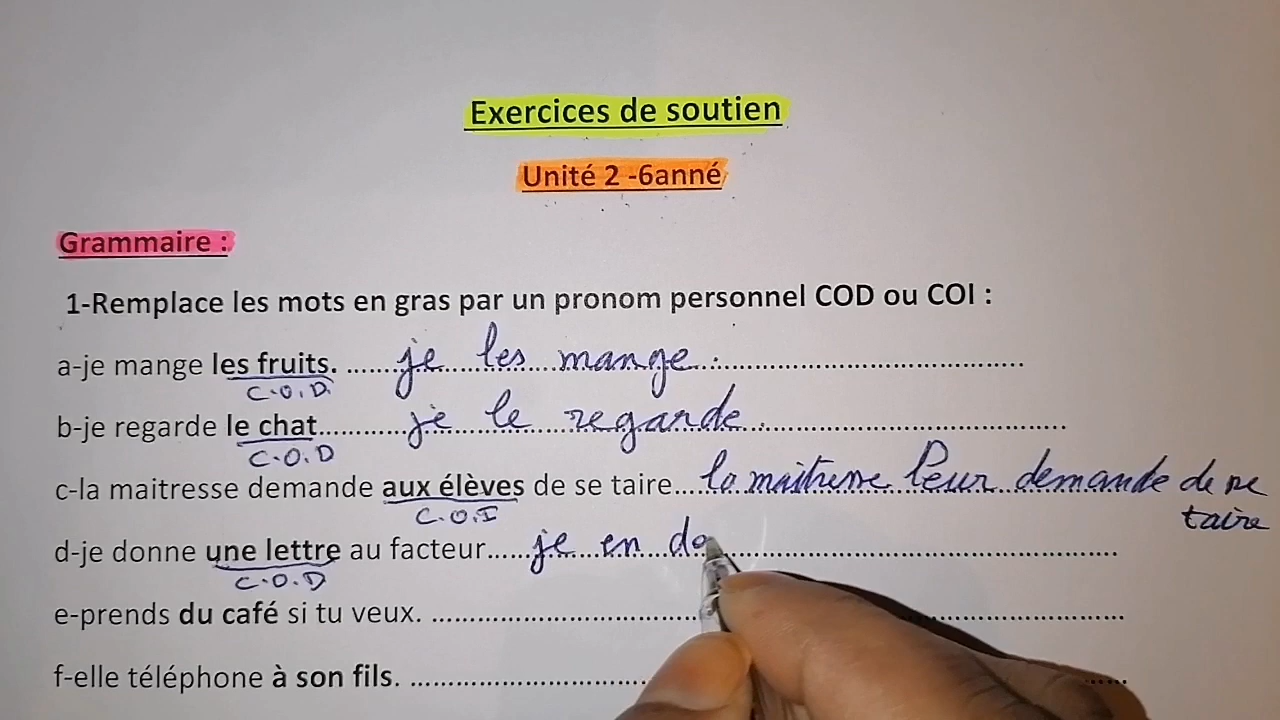 Exercices de soutien
Unité 2 -6anné
Grammaire :
1-Remplace les mots en gras par un pronom personnel COD ou COI :
a-je mange les fruits. ...... je les mange .
C.O.D.
b-je regarde le chat............ je le regarde .
C.O.D
c-la maitresse demande aux élèves de se taire.... la maitresse leur demande de se
C.O.I taire
d-je donne une lettre au facteur...... je en do
C.O.D
e-prends du café si tu veux. ..........
f-elle téléphone à son fils. ..........